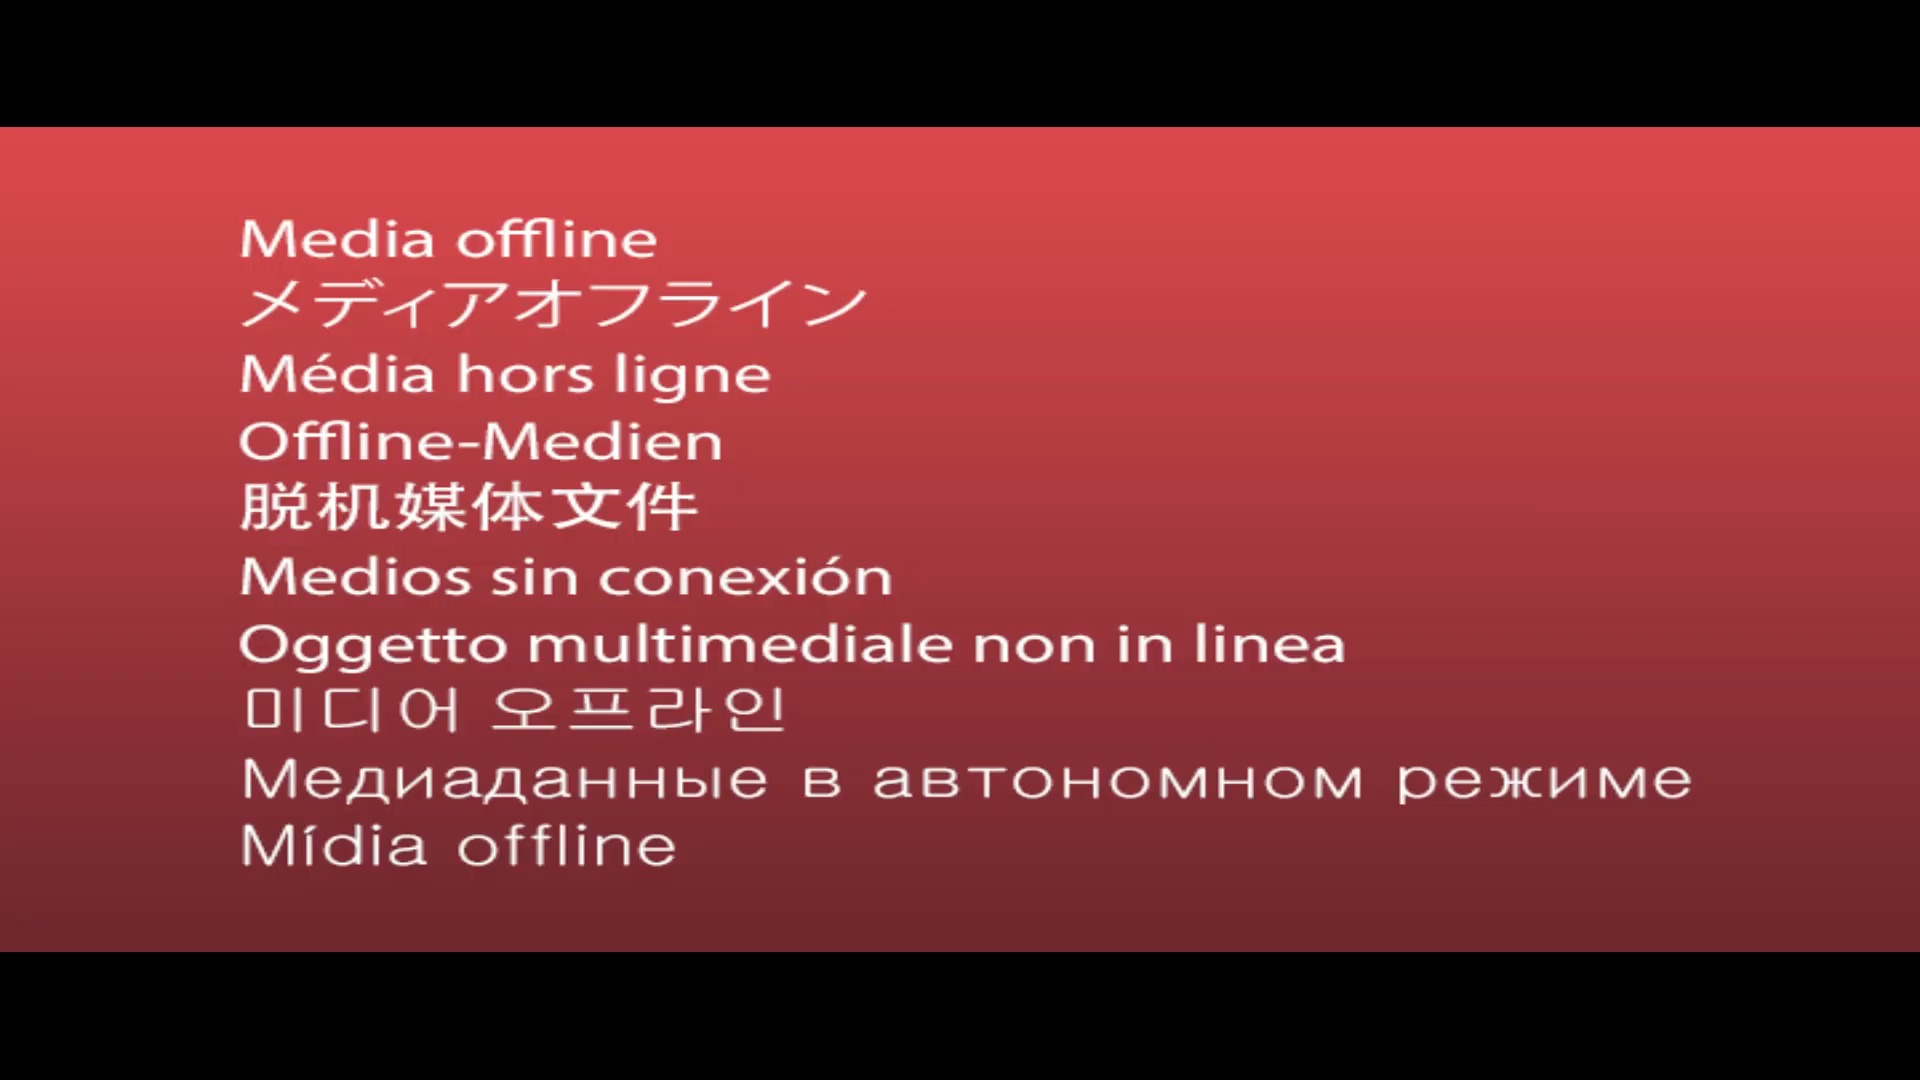 Media offline
メディアオフライン
Média hors ligne
Offline-Medien
脱机媒体文件
Medios sin conexión
Oggetto multimediale non in linea
미디어 오프라인
Медиаданные в автономном режиме
Mídia offline